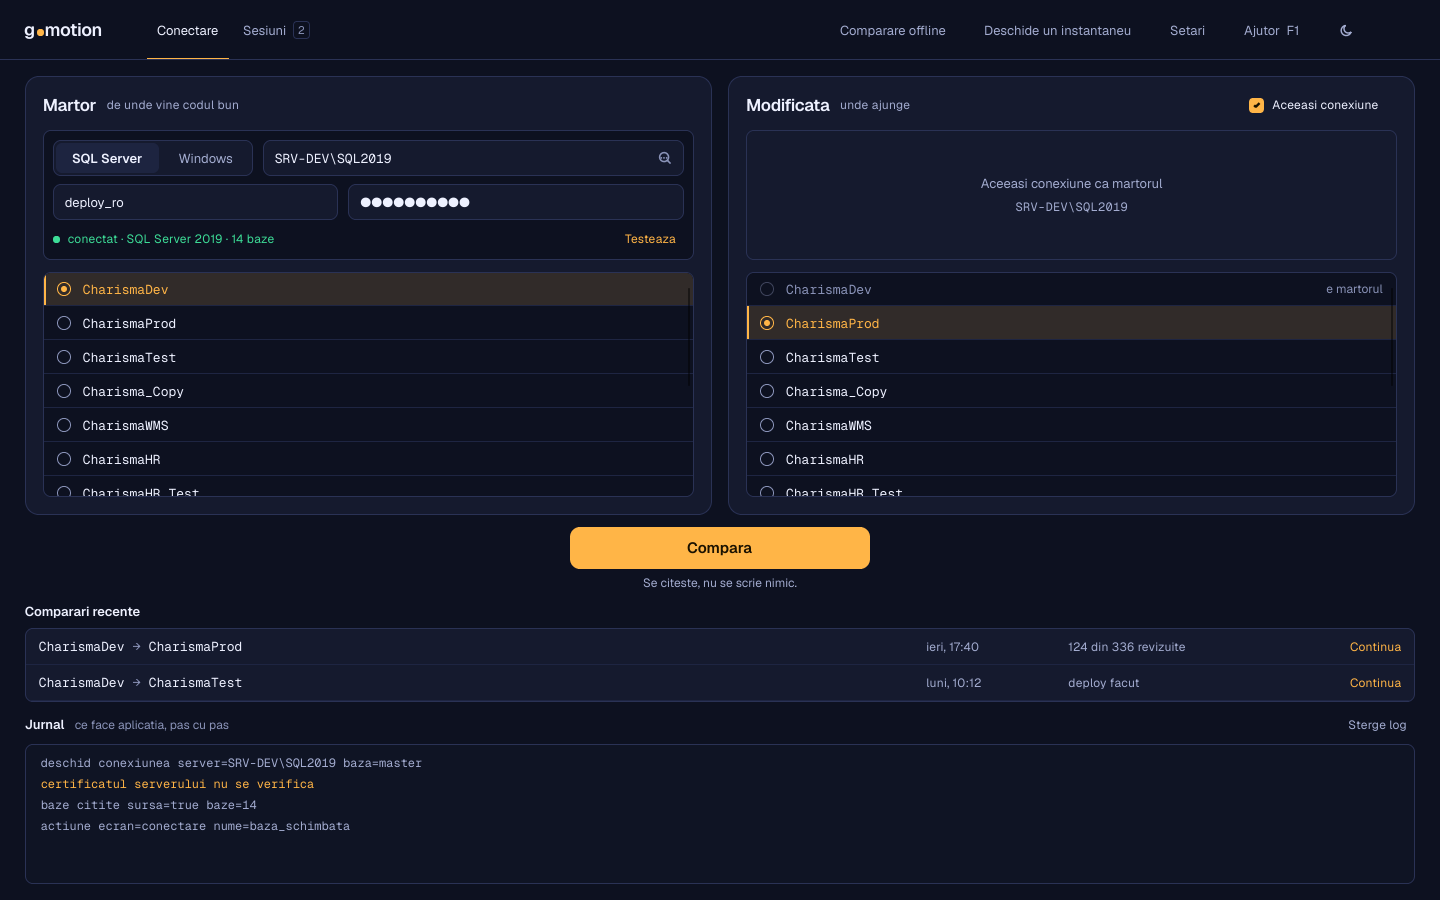 gomotion
Conectare
Sesiuni 2
Comparare offline
Deschide un instantaneu
Setari
Ajutor F1
Martor de unde vine codul bun
SQL Server
Windows
SRV-DEV\SQL2019
deploy_ro
●●●●●●●●●●
conectat · SQL Server 2019 · 14 baze
Testeaza
CharismaDev
CharismaProd
CharismaTest
Charisma_Copy
CharismaWMS
CharismaHR
CharismaHR_Test
Modificata unde ajunge
Aceeasi conexiune
Aceeasi conexiune ca martorul
SRV-DEV\SQL2019
CharismaDev e martorul
CharismaProd
CharismaTest
Charisma_Copy
CharismaWMS
CharismaHR
CharismaHR_Test
Compara
Se citeste, nu se scrie nimic.
Comparari recente
CharismaDev → CharismaProd ieri, 17:40 124 din 336 revizuite Continua
CharismaDev → CharismaTest luni, 10:12 deploy facut Continua
Jurnal ce face aplicatia, pas cu pas
Sterge log
deschid conexiunea server=SRV-DEV\SQL2019 baza=master
certificatul serverului nu se verifica
baze citite sursa=true baze=14
actiune ecran=conectare nume=baza_schimbata